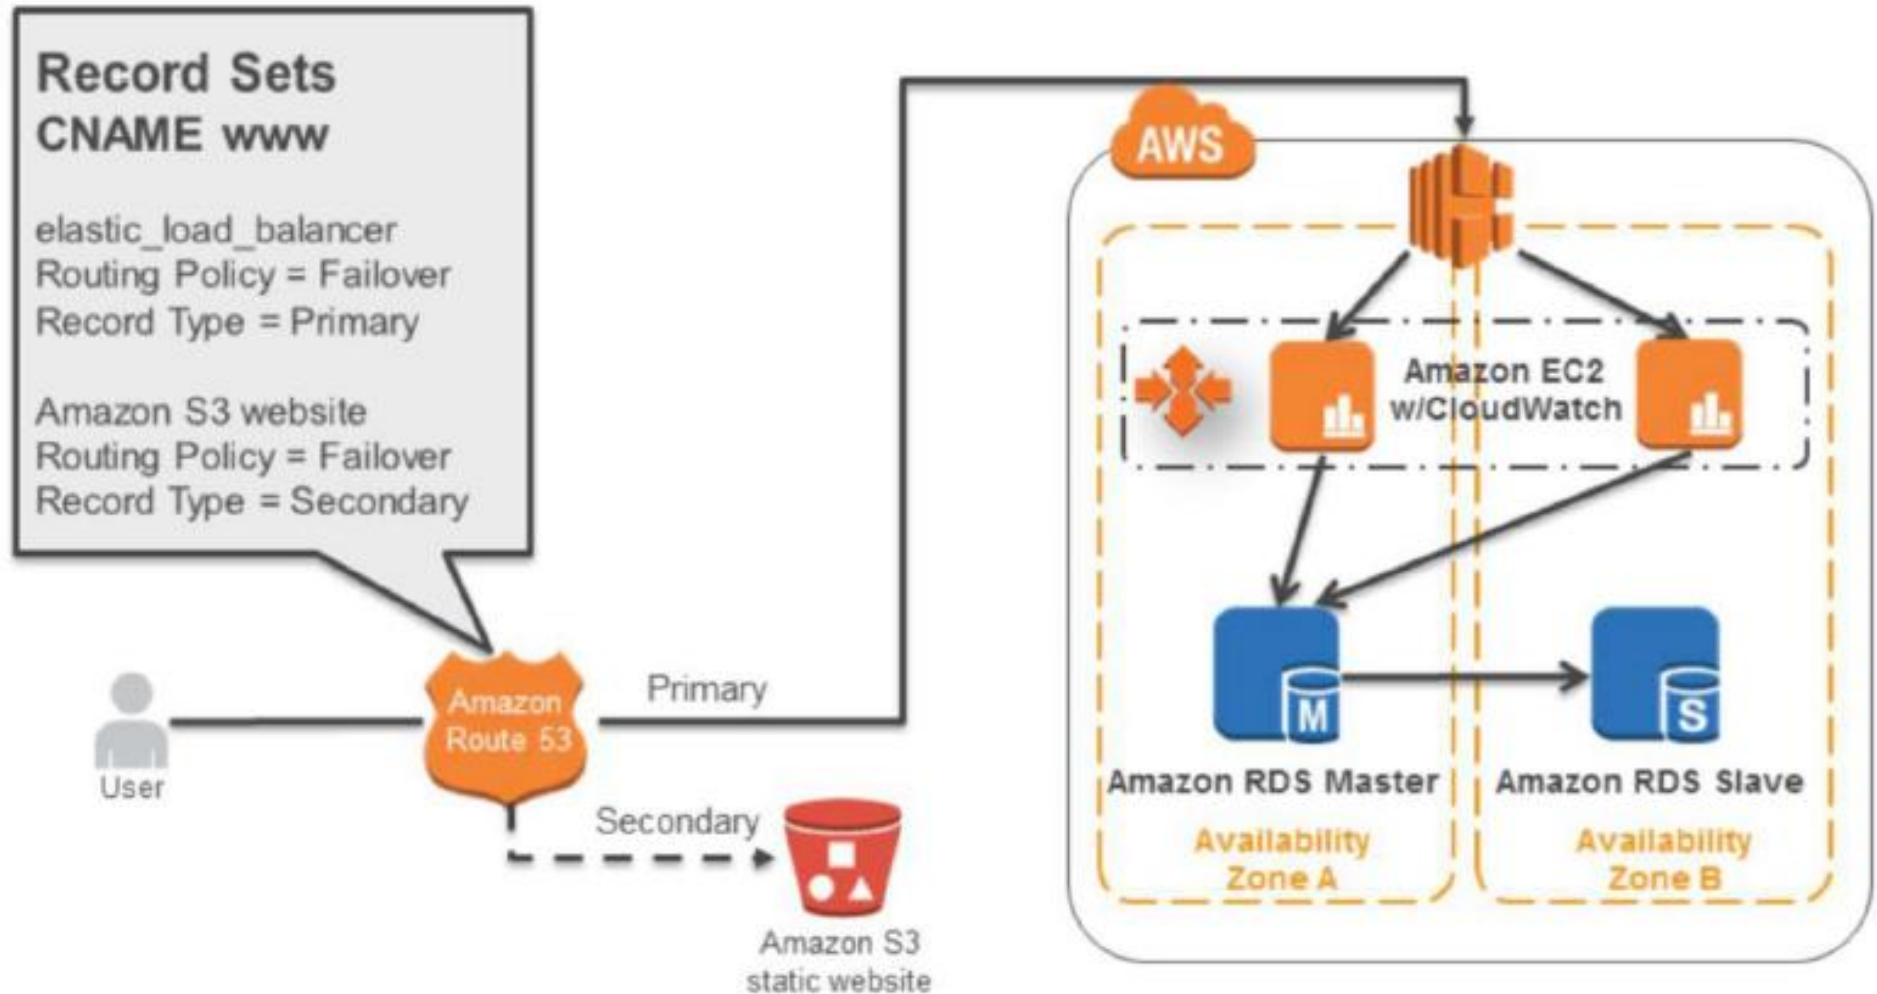 Record Sets
CNAME www
elastic_load_balancer
Routing Policy = Failover
Record Type = Primary
Amazon S3 website
Routing Policy = Failover
Record Type = Secondary
User
Amazon
Route 53
Primary
Secondary
Amazon S3
static website
AWS
Amazon EC2
w/CloudWatch
M
S
Amazon RDS Master
Amazon RDS Slave
Availability
Zone A
Availability
Zone B